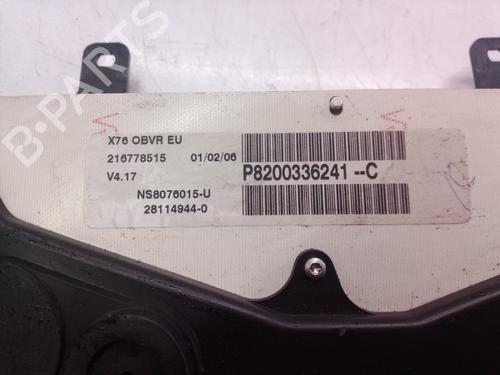 B-PARTS
X76 OBVR EU
216778515 01/02/06
V4.17
P8200336241 --C
NS8076015-U
28114944-0